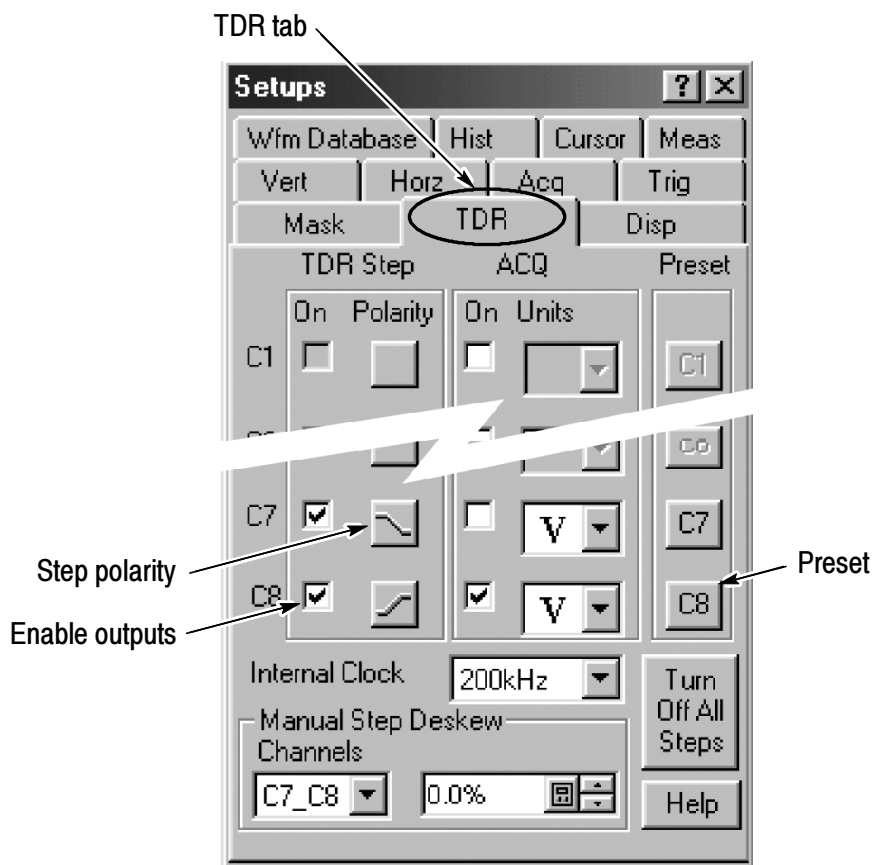 TDR tab
Setups
Wfm Database Hist Cursor Meas
Vert Horz Acq Trig
Mask TDR Disp
TDR Step ACQ Preset
On Polarity On Units
C1 C1
C7 V C7
Step polarity
Preset
C8 V C8
Enable outputs
Internal Clock 200kHz
Turn
Off All
Steps
Manual Step Deskew
Channels
C7_C8 0.0%
Help